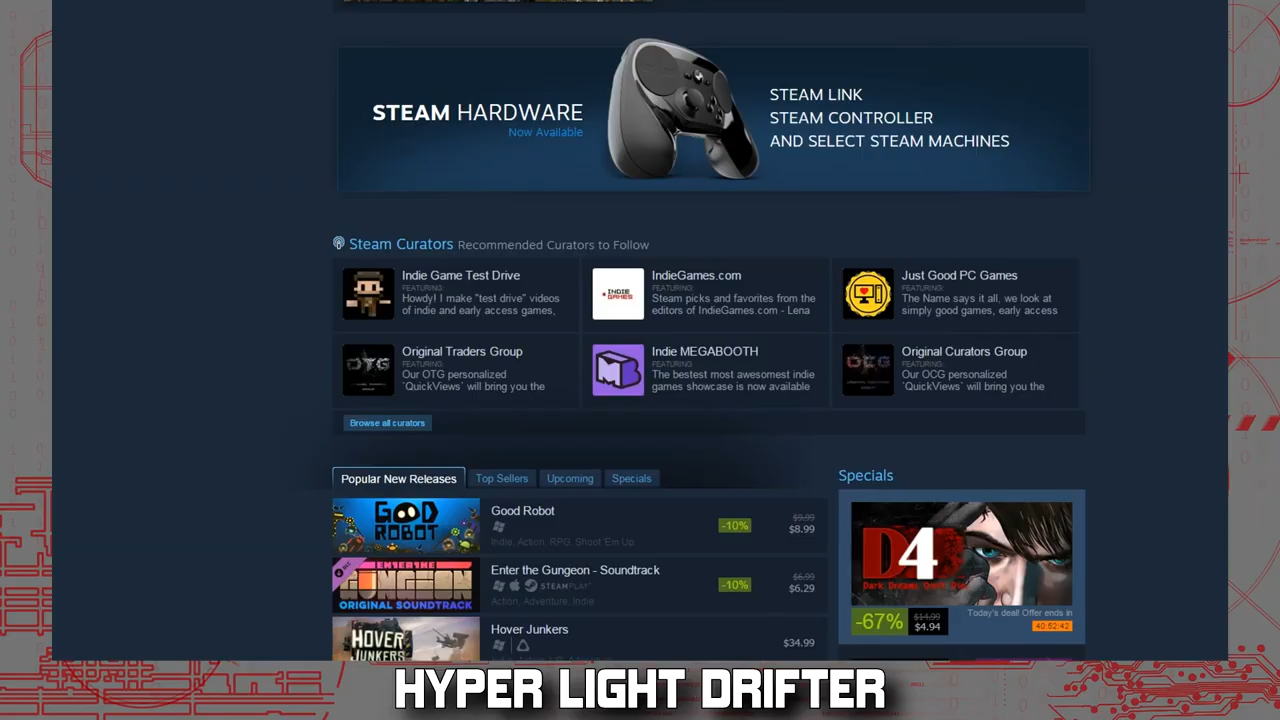 STEAM HARDWARE
Now Available
STEAM LINK
STEAM CONTROLLER
AND SELECT STEAM MACHINES
Steam Curators Recommended Curators to Follow
Indie Game Test Drive
FEATURING:
Howdy! I make "test drive" videos
of indie and early access games,
INDIE
GAMES
IndieGames.com
FEATURING:
Steam picks and favorites from the
editors of IndieGames.com - Lena
Just Good PC Games
FEATURING:
The Name says it all, we look at
simply good games, early access
OTG
Original Traders Group
FEATURING:
Our OTG personalized
`QuickViews` will bring you the
Indie MEGABOOTH
FEATURING:
The bestest most awesomest indie
games showcase is now available
OCG
Original Curators Group
FEATURING:
Our OCG personalized
`QuickViews` will bring you the
Browse all curators
Popular New Releases
Top Sellers
Upcoming
Specials
GOOD
ROBOT
Good Robot
Indie, Action, RPG, Shoot 'Em Up
-10%
$9.99
$8.99
ENTER THE
GUNGEON
ORIGINAL SOUNDTRACK
Enter the Gungeon - Soundtrack
STEAMPLAY
Action, Adventure, Indie
-10%
$6.99
$6.29
HOVER
JUNKERS
Hover Junkers
$34.99
Specials
D4
Dark Dreams Don't Die
-67%
$14.99
$4.94
Today's deal! Offer ends in
40:52:42
HYPER LIGHT DRIFTER